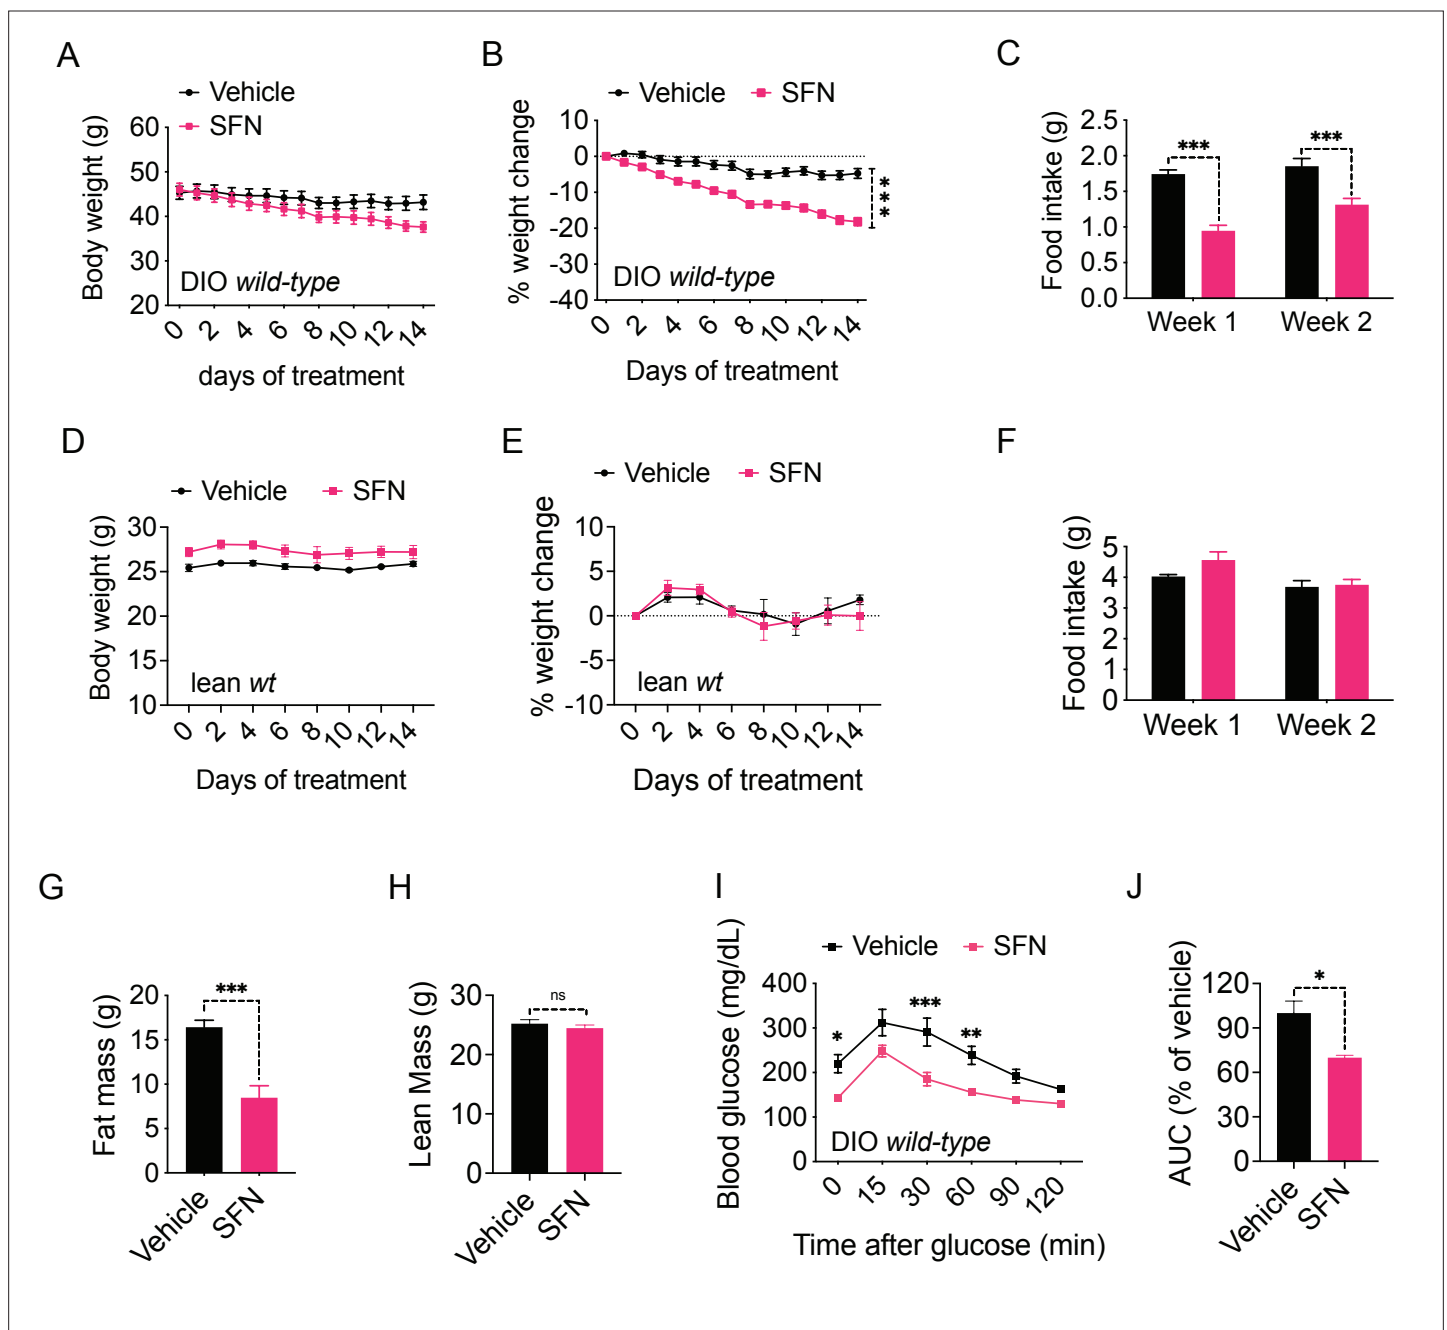 A
Vehicle
SFN
Body weight (g)
60
50
40
30
20
DIO wild-type
0 2 4 6 8 10 12 14
days of treatment
B
Vehicle SFN
% weight change
10
0
-10
-20
-30
-40
***
DIO wild-type
0 2 4 6 8 10 12 14
Days of treatment
C
Food intake (g)
2.5
2.0
1.5
1.0
0.5
0.0
*** ***
Week 1 Week 2
D
Vehicle SFN
Body weight (g)
30
25
20
15
10
lean wt
0 2 4 6 8 10 12 14
Days of treatment
E
Vehicle SFN
% weight change
10
5
0
-5
-10
lean wt
0 2 4 6 8 10 12 14
Days of treatment
F
Food intake (g)
5
4
3
2
1
0
Week 1 Week 2
G
Fat mass (g)
20
15
10
5
0
***
Vehicle SFN
H
Lean Mass (g)
30
20
10
0
ns
Vehicle SFN
I
Vehicle SFN
Blood glucose (mg/dL)
400
300
200
100
0
* *** **
DIO wild-type
0 15 30 60 90 120
Time after glucose (min)
J
AUC (% of vehicle)
120
90
60
30
0
*
Vehicle SFN